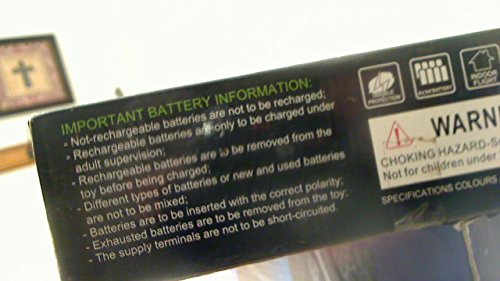 IMPORTANT BATTERY INFORMATION:
- Not-rechargeable batteries are not to be recharged;
- Rechargeable batteries are only to be charged under
adult supervision;
- Rechargeable batteries are to be removed from the
toy before being charged;
- Different types of batteries or new and used batteries
are not to be mixed;
- Batteries are to be inserted with the correct polarity;
- Exhausted batteries are to be removed from the toy;
- The supply terminals are not to be short-circuited.
PROTECTION
INDOOR
FLIGHT
WARN
CHOKING HAZARD-S
Not for children under
SPECIFICATIONS COLOURS